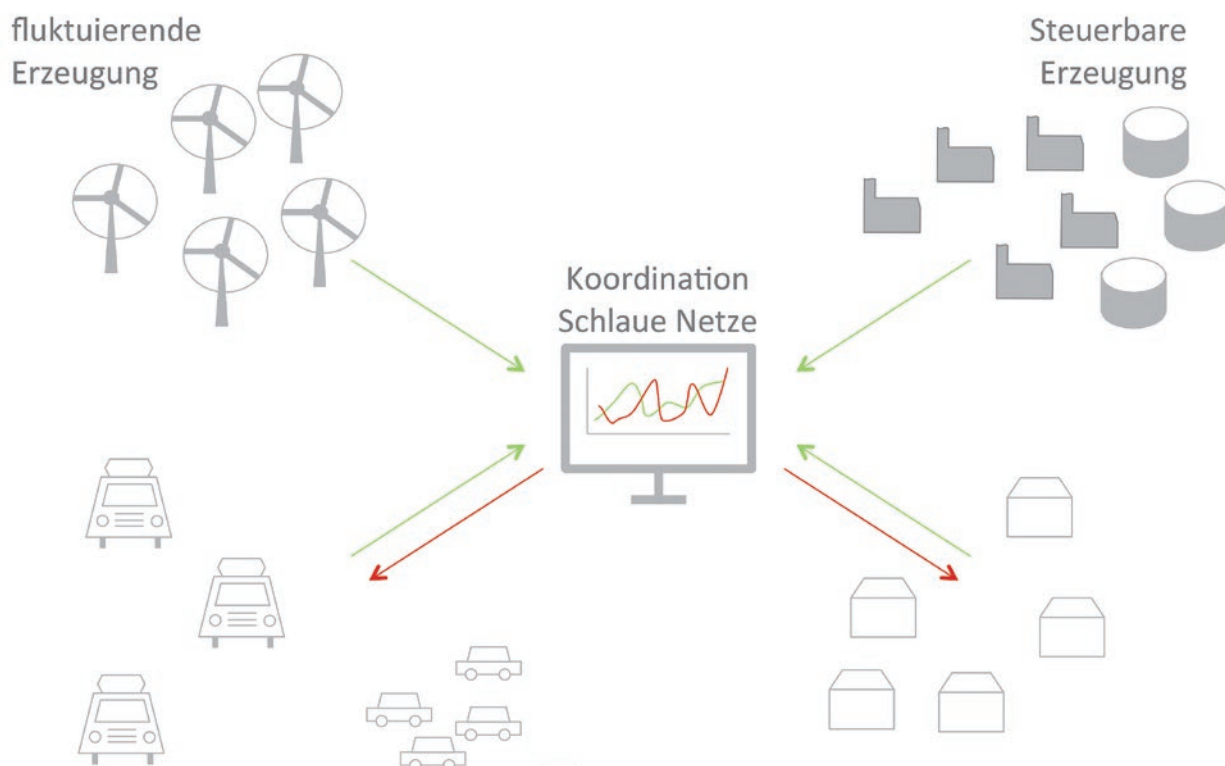 fluktuierende
Erzeugung
Steuerbare
Erzeugung
Koordination
Schlaue Netze